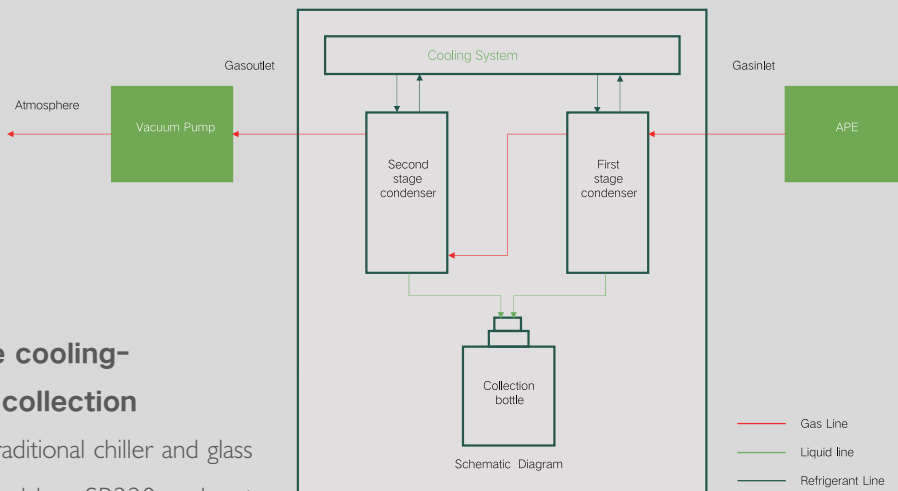 Cooling System
Gasoutlet
Gasinlet
Atmosphere
Vacuum Pump
APE
Second
stage
condenser
First
stage
condenser
Collection
bottle
Schematic Diagram
Gas Line
Liquid line
Refrigerant Line
cooling-
collection
traditional chiller and glass